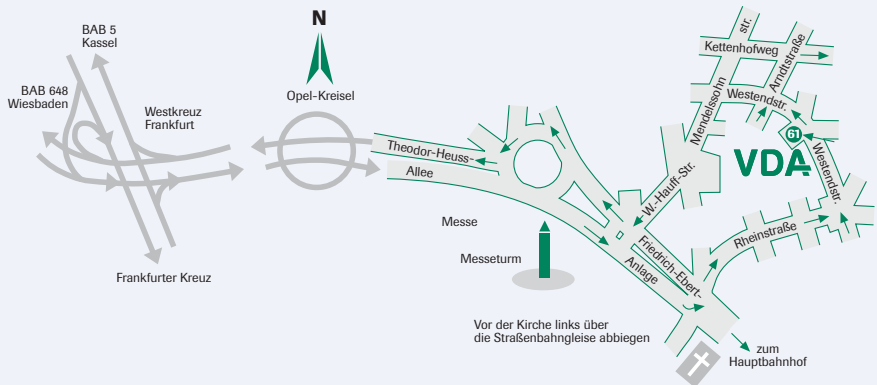 BAB 5
Kassel
N
BAB 648
Wiesbaden
Opel-Kreisel
Westkreuz
Frankfurt
Theodor-Heuss-
Allee
Messe
Messeturm
Frankfurter Kreuz
Vor der Kirche links über
die Straßenbahngleise abbiegen
W.-Hauff-Str.
Friedrich-Ebert-
Anlage
Rheinstraße
zum
Hauptbahnhof
Mendelssohn
str.
Kettenhofweg
Arndtstraße
Westendstr.
61
VDA
Westendstr.